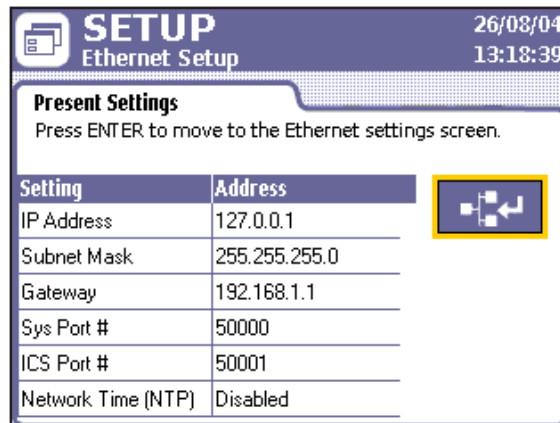 SETUP
26/08/04
Ethernet Setup
13:18:39
Present Settings
Press ENTER to move to the Ethernet settings screen.
Setting Address
IP Address 127.0.0.1
Subnet Mask 255.255.255.0
Gateway 192.168.1.1
Sys Port # 50000
ICS Port # 50001
Network Time (NTP) Disabled